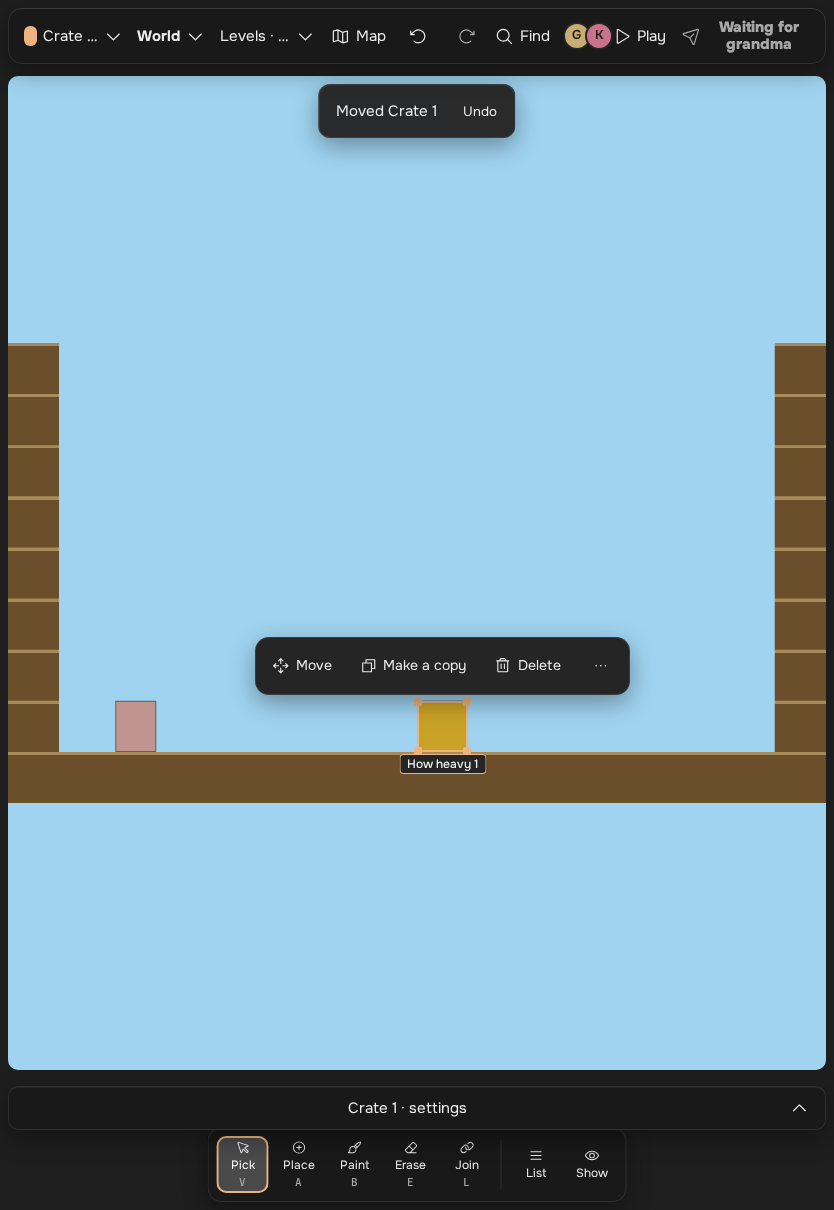 Crate ...
World
Levels · ...
Map
Find
G
K
Play
Waiting for
grandma
Moved Crate 1
Undo
Move
Make a copy
Delete
...
How heavy 1
Crate 1 · settings
Pick
Place
Paint
Erase
Join
List
Show
V
A
B
E
L